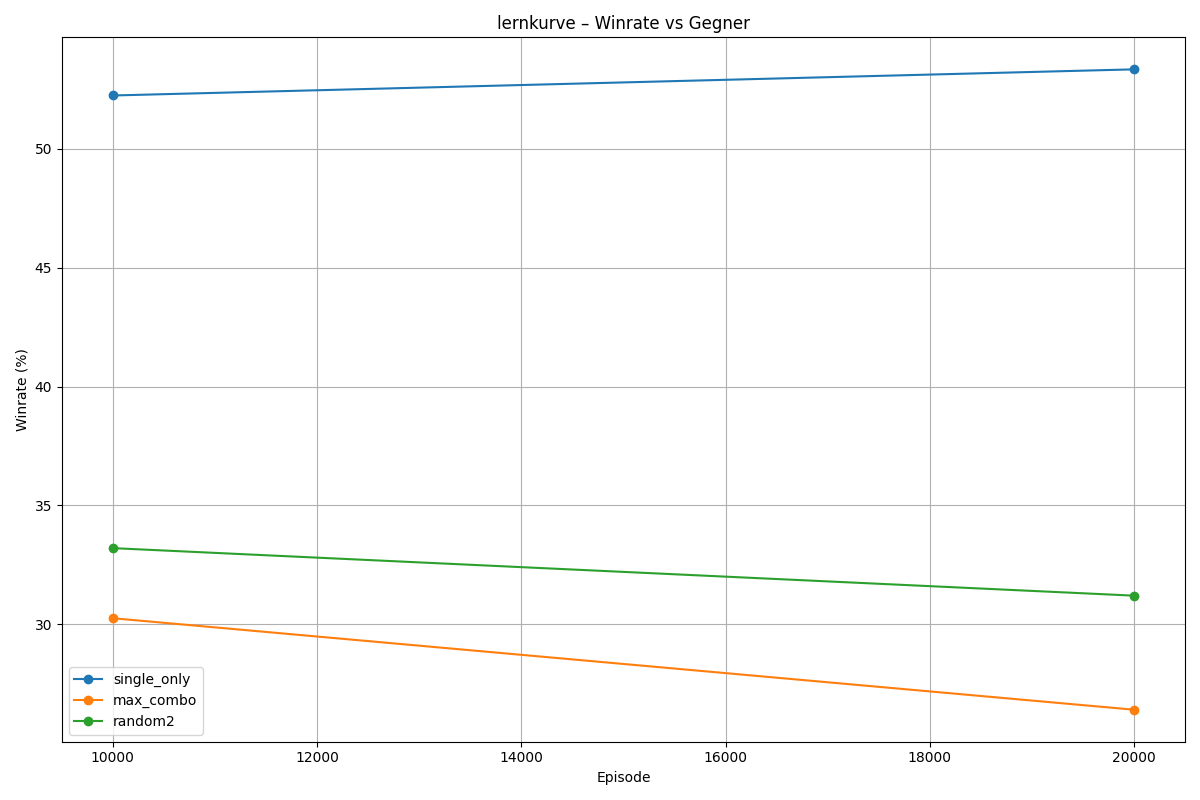 lernkurve – Winrate vs Gegner
Winrate (%)
50
45
40
35
30
single_only
max_combo
random2
10000 12000 14000 16000 18000 20000
Episode